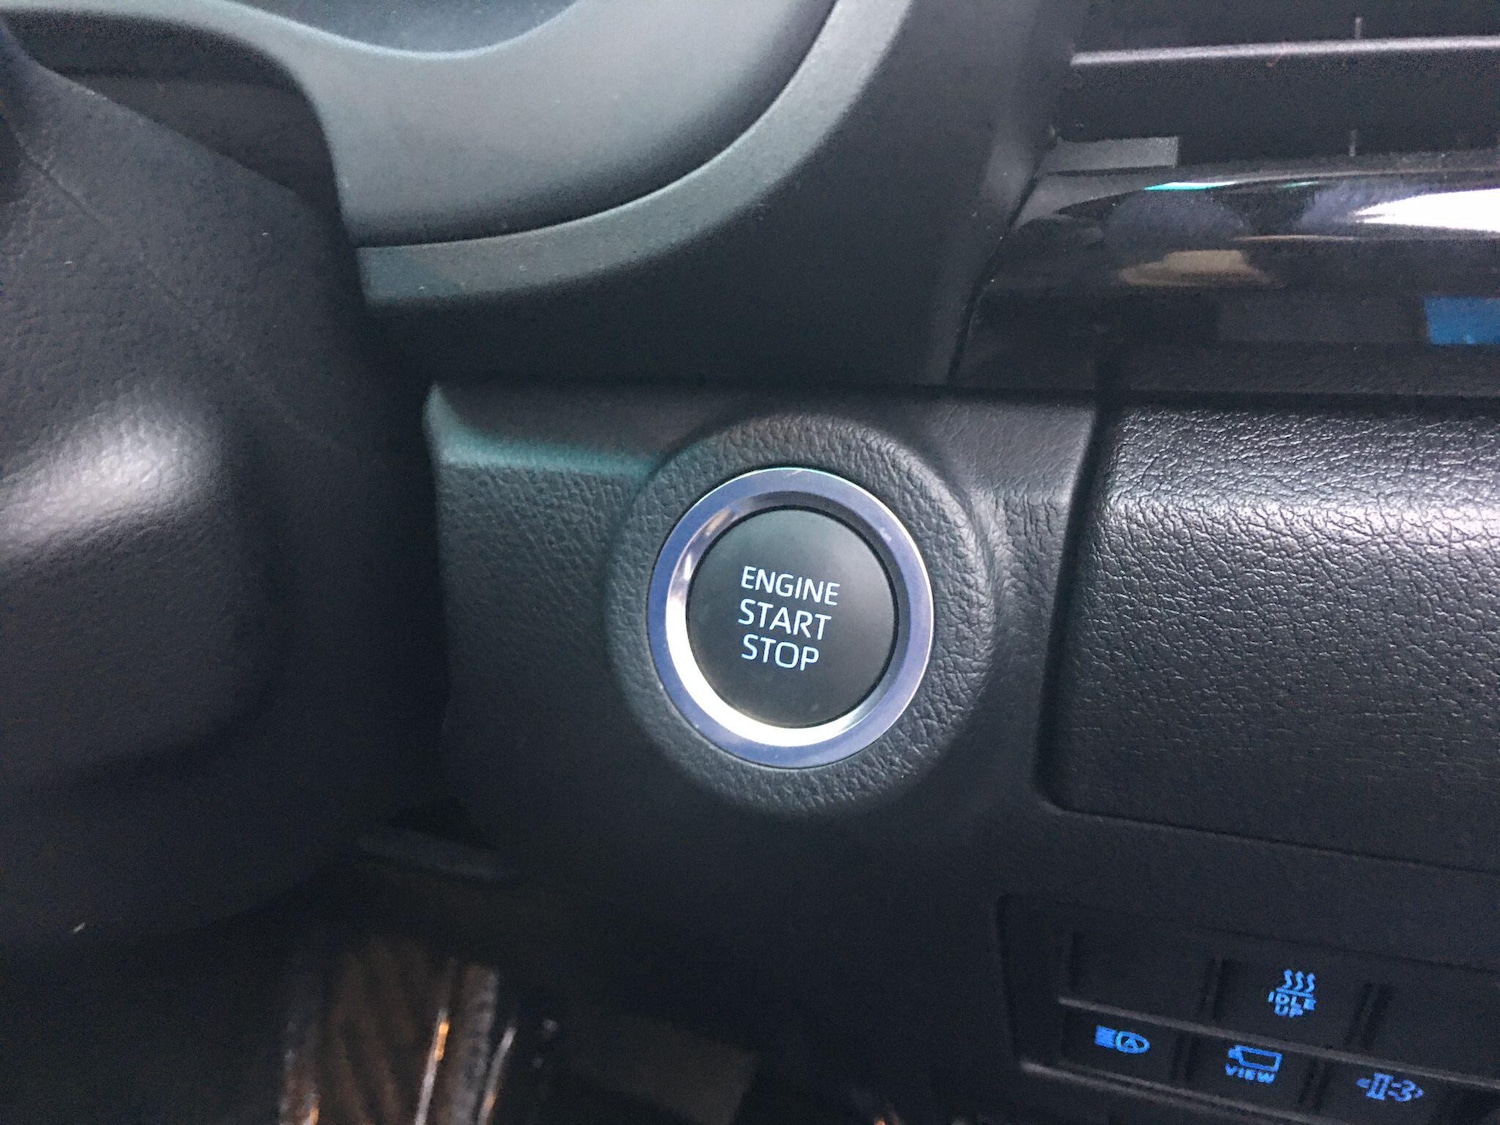 ENGINE
START
STOP
IDLE
UP
VIEW